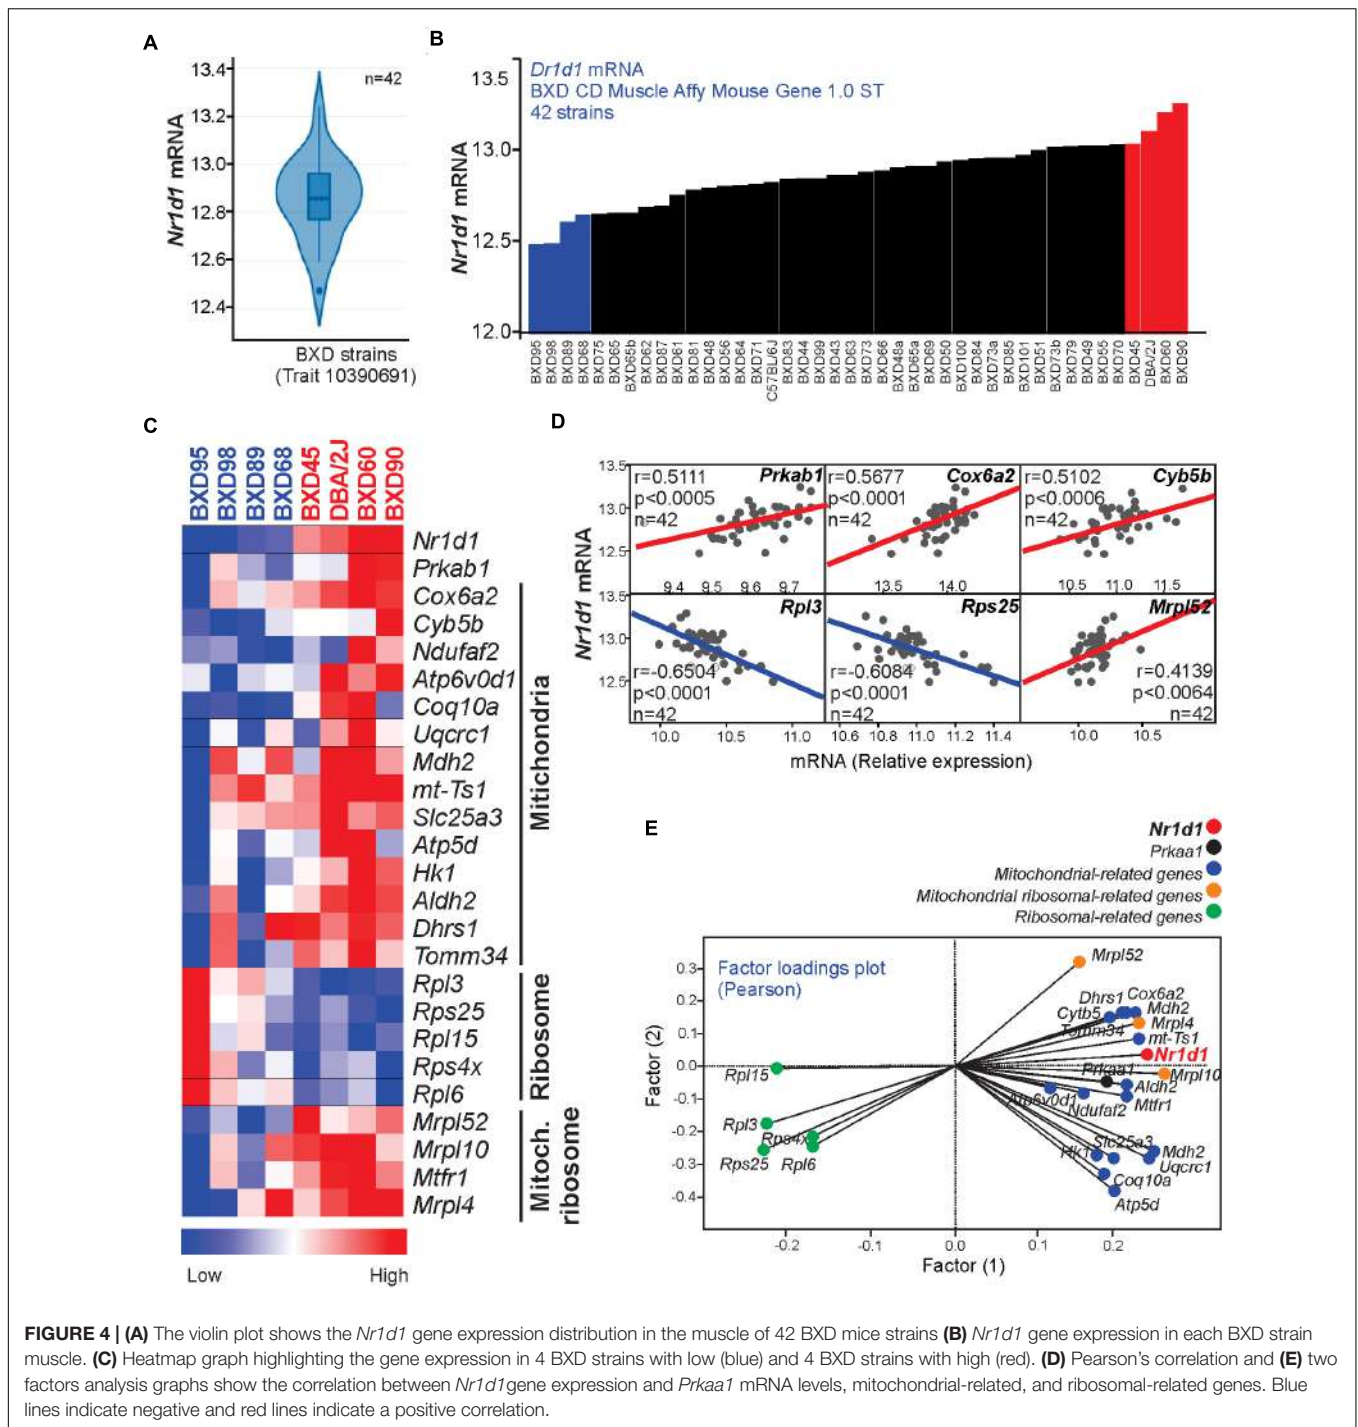 A
13.4
13.2
13.0
12.8
12.6
12.4
Nr1d1 mRNA
n=42
BXD strains
(Trait 10390691)
B
13.5
13.0
12.5
12.0
Nr1d1 mRNA
Dr1d1 mRNA
BXD CD Muscle Affy Mouse Gene 1.0 ST
42 strains
BXD95
BXD98
BXD89
BXD68
BXD75
BXD65
BXD65b
BXD62
BXD87
BXD61
BXD81
BXD48
BXD56
BXD64
BXD71
C57BL/6J
BXD83
BXD44
BXD99
BXD43
BXD63
BXD73
BXD66
BXD48a
BXD65a
BXD69
BXD50
BXD100
BXD84
BXD73a
BXD85
BXD101
BXD51
BXD73b
BXD79
BXD49
BXD55
BXD70
BXD45
DBA/2J
BXD60
BXD90
C
BXD95
BXD98
BXD89
BXD68
BXD45
DBA/2J
BXD60
BXD90
Nr1d1
Prkab1
Cox6a2
Cyb5b
Ndufaf2
Atp6v0d1
Coq10a
Uqcrc1
Mdh2
mt-Ts1
Slc25a3
Atp5d
Hk1
Aldh2
Dhrs1
Tomm34
Rpl3
Rps25
Rpl15
Rps4x
Rpl6
Mrpl52
Mrpl10
Mtfr1
Mrpl4
Mitichondria
Ribosome
Mitoch.
ribosome
Low
High
D
Nr1d1 mRNA
13.5
13.0
12.5
r=0.5111
p<0.0005
n=42
Prkab1
9.4 9.5 9.6 9.7
r=0.5677
p<0.0001
n=42
Cox6a2
13.5 14.0
r=0.5102
p<0.0006
n=42
Cyb5b
10.5 11.0 11.5
13.5
13.0
12.5
Rpl3
r=-0.6504
p<0.0001
n=42
10.0 10.5 11.0
Rps25
r=-0.6084
p<0.0001
n=42
10.6 10.8 11.0 11.2 11.4
Mrpl52
r=0.4139
p<0.0064
n=42
10.0 10.5
mRNA (Relative expression)
E
Nr1d1
Prkaa1
Mitochondrial-related genes
Mitochondrial ribosomal-related genes
Ribosomal-related genes
Factor loadings plot
(Pearson)
Factor (2)
0.3
0.2
0.1
0.0
-0.1
-0.2
-0.3
-0.4
Mrpl52
Dhrs1
Cox6a2
Cytb5
Mdh2
Tomm34
Mrpl4
mt-Ts1
Nr1d1
Prkaa1
Mrpl10
Atp6v0d1
Aldh2
Ndufaf2
Mtfr1
Slc25a3
Hk1
Mdh2
Uqcrc1
Coq10a
Atp5d
Rpl15
Rpl3
Rps4x
Rps25
Rpl6
-0.2 -0.1 0.0 0.1 0.2
Factor (1)
FIGURE 4 | (A) The violin plot shows the Nr1d1 gene expression distribution in the muscle of 42 BXD mice strains (B) Nr1d1 gene expression in each BXD strain
muscle. (C) Heatmap graph highlighting the gene expression in 4 BXD strains with low (blue) and 4 BXD strains with high (red). (D) Pearson's correlation and (E) two
factors analysis graphs show the correlation between Nr1d1gene expression and Prkaa1 mRNA levels, mitochondrial-related, and ribosomal-related genes. Blue
lines indicate negative and red lines indicate a positive correlation.